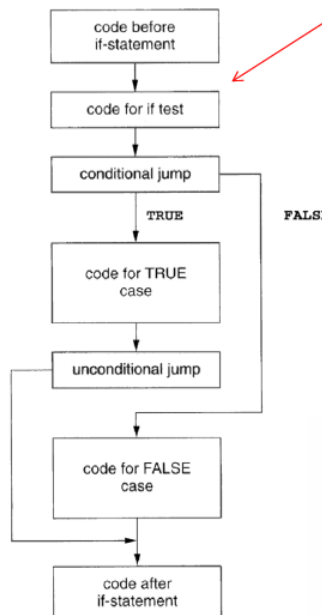 code before
if-statement
code for if test
conditional jump
TRUE
FALS
code for TRUE
case
unconditional jump
code for FALSE
case
code after
if-statement